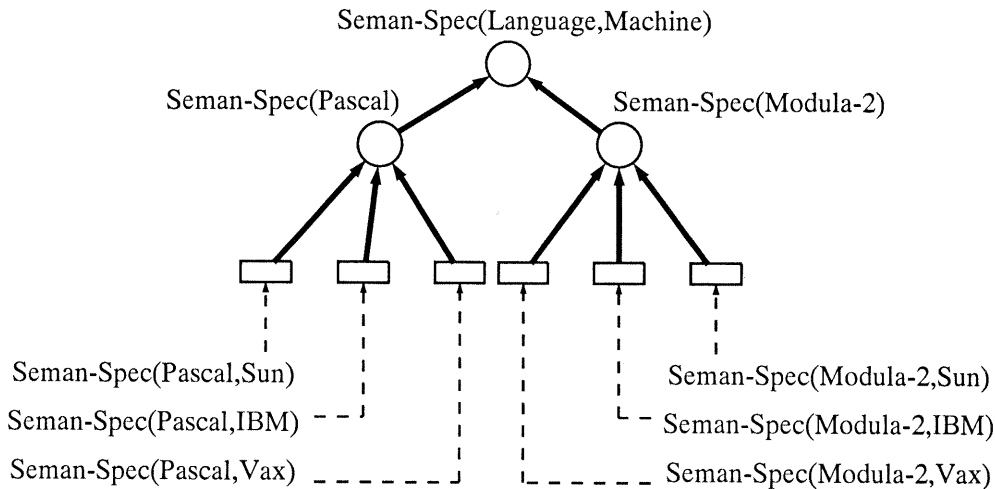 Seman-Spec(Language,Machine)
Seman-Spec(Pascal)
Seman-Spec(Modula-2)
Seman-Spec(Pascal,Sun)
Seman-Spec(Modula-2,Sun)
Seman-Spec(Pascal,IBM)
Seman-Spec(Modula-2,IBM)
Seman-Spec(Pascal,Vax)
Seman-Spec(Modula-2,Vax)